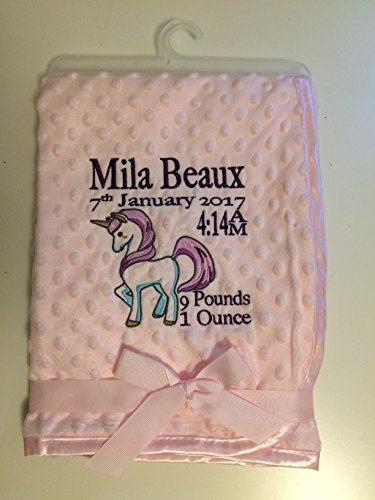 Mila Beaux
7th January 2017
4:14AM
9 Pounds
1 Ounce